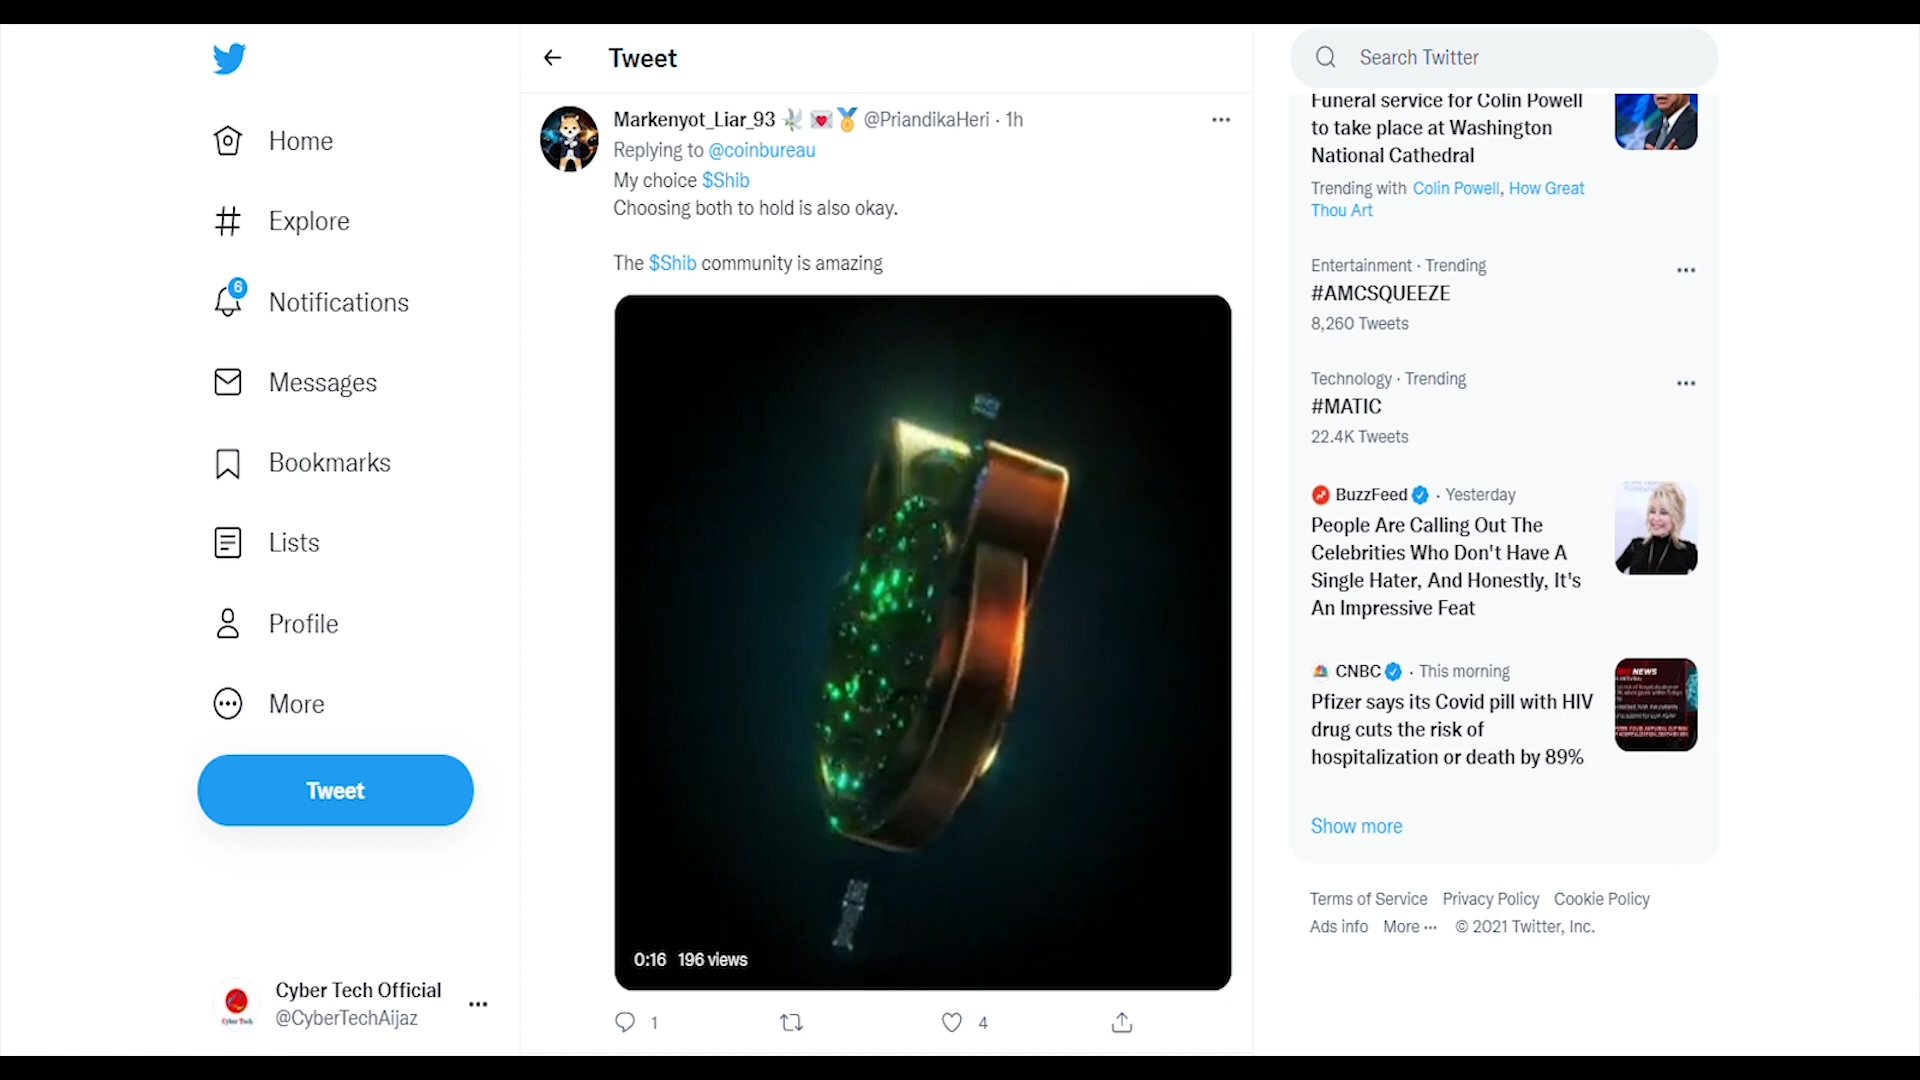 Home
Explore
6
Notifications
Messages
Bookmarks
Lists
Profile
More
Tweet
Cyber Tech Official
@CyberTechAijaz
Cyber Tech
Tweet
Markenyot_Liar_93 🕊️ 💌 🏅 @PriandikaHeri · 1h
Replying to @coinbureau
My choice $Shib
Choosing both to hold is also okay.
The $Shib community is amazing
0:16 196 views
1
4
Search Twitter
Funeral service for Colin Powell
to take place at Washington
National Cathedral
Trending with Colin Powell, How Great
Thou Art
Entertainment · Trending
#AMCSQUEEZE
8,260 Tweets
Technology · Trending
#MATIC
22.4K Tweets
BuzzFeed · Yesterday
People Are Calling Out The
Celebrities Who Don't Have A
Single Hater, And Honestly, It's
An Impressive Feat
CNBC · This morning
Pfizer says its Covid pill with HIV
drug cuts the risk of
hospitalization or death by 89%
NEWS
Show more
Terms of Service Privacy Policy Cookie Policy
Ads info More ··· © 2021 Twitter, Inc.